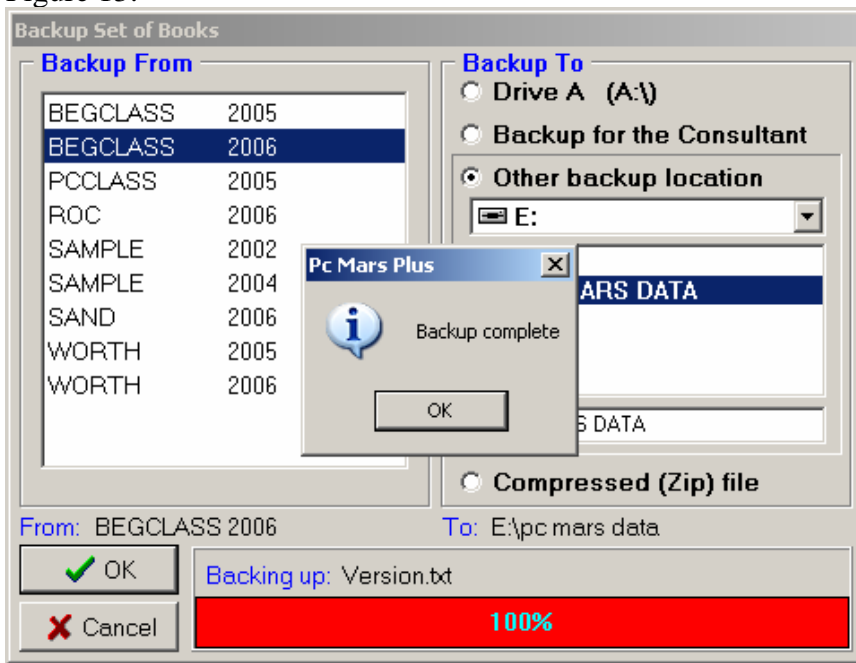 Backup Set of Books
Backup From
BEGCLASS 2005
BEGCLASS 2006
PCCLASS 2005
ROC 2006
SAMPLE 2002
SAMPLE 2004
SAND 2006
WORTH 2005
WORTH 2006
Backup To
Drive A (A:\)
Backup for the Consultant
Other backup location
E:
ARS DATA
S DATA
Compressed (Zip) file
Pc Mars Plus
Backup complete
OK
From: BEGCLASS 2006
To: E:\pc mars data
OK
Cancel
Backing up: Version.txt
100%